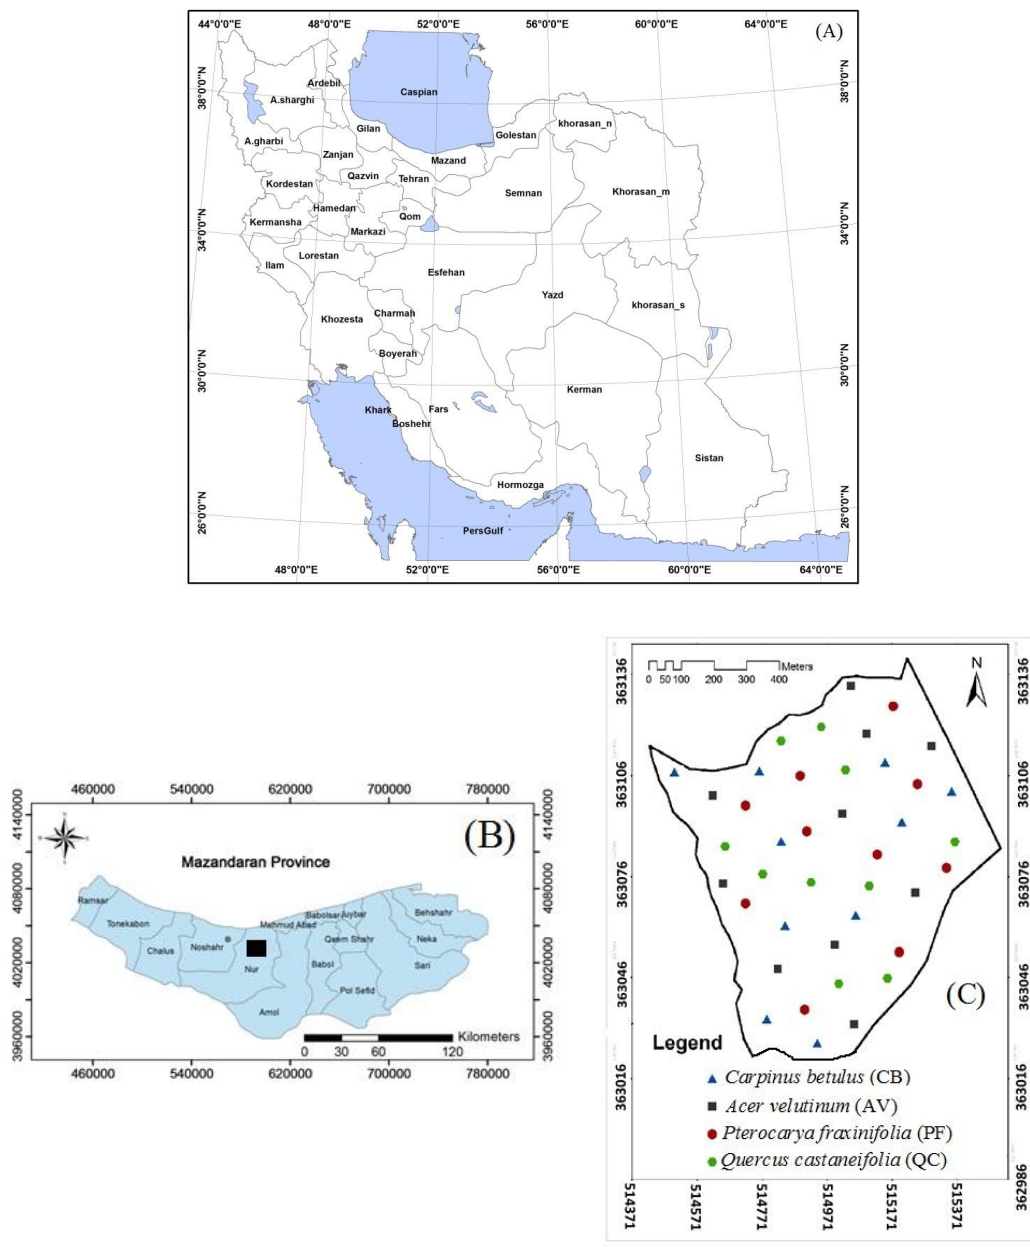 44°0'0"E 48°0'0"E 52°0'0"E 56°0'0"E 60°0'0"E 64°0'0"E
(A)
38°0'0"N
34°0'0"N
30°0'0"N
26°0'0"N
38°0'0"N
34°0'0"N
30°0'0"N
26°0'0"N
Ardebil
Caspian
A.sharghi
Gilan
khorasan_n
Golestan
A.gharbi
Zanjan
Mazand
Qazvin
Tehran
Kordestan
Semnan
Khorasan_m
Hamedan
Qom
Kermansha
Markazi
Lorestan
Ilam
Esfehan
Yazd
khorasan_s
Khozesta
Charmah
Boyerah
Kerman
Khark
Fars
Boshehr
Sistan
Hormozga
PersGulf
48°0'0"E 52°0'0"E 56°0'0"E 60°0'0"E 64°0'0"E
460000 540000 620000 700000 780000
4140000
4080000
4020000
3960000
4140000
4080000
4020000
3960000
(B)
Mazandaran Province
Ramsar
Tonekabon
Chalus
Noshahr
Nur
Mahmud Abad
Babolsar
Juybar
Behshahr
Qaem Shahr
Neka
Babol
Sari
Pol Sefid
Amol
Kilometers
0 30 60 120
460000 540000 620000 700000 780000
Meters
0 50 100 200 300 400
N
363136
363106
363076
363046
363016
363136
363106
363076
363046
363016
362986
(C)
Legend
Carpinus betulus (CB)
Acer velutinum (AV)
Pterocarya fraxinifolia (PF)
Quercus castaneifolia (QC)
514371 514571 514771 514971 515171 515371